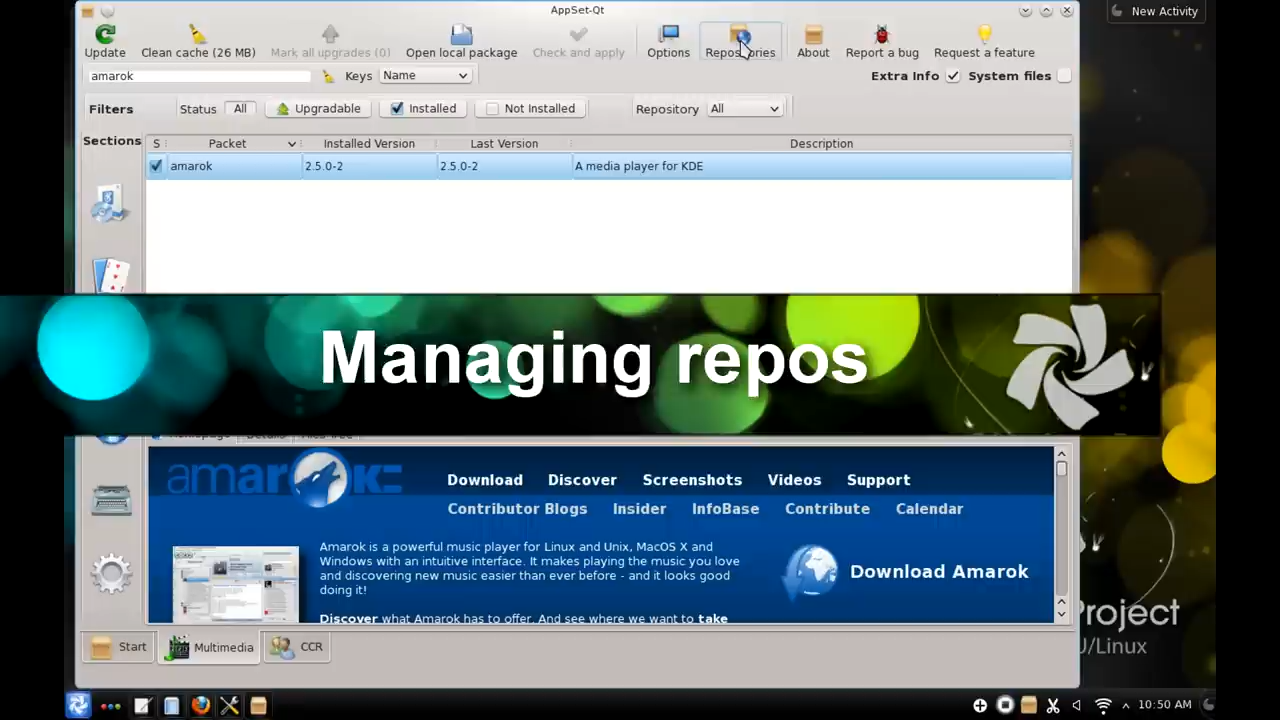 AppSet-Qt
New Activity
Update
Clean cache (26 MB)
Mark all upgrades (0)
Open local package
Check and apply
Options
Repositories
About
Report a bug
Request a feature
amarok
Keys
Name
Extra Info
System files
Filters
Status
All
Upgradable
Installed
Not Installed
Repository
All
Sections
S
Packet
Installed Version
Last Version
Description
amarok
2.5.0-2
2.5.0-2
A media player for KDE
Managing repos
amarok
Download
Discover
Screenshots
Videos
Support
Contributor Blogs
Insider
InfoBase
Contribute
Calendar
Amarok is a powerful music player for Linux and Unix, MacOS X and
Windows with an intuitive interface. It makes playing the music you love
and discovering new music easier than ever before - and it looks good
doing it!
Discover what Amarok has to offer. And see where we want to take
Download Amarok
Project
U/Linux
Start
Multimedia
CCR
10:50 AM